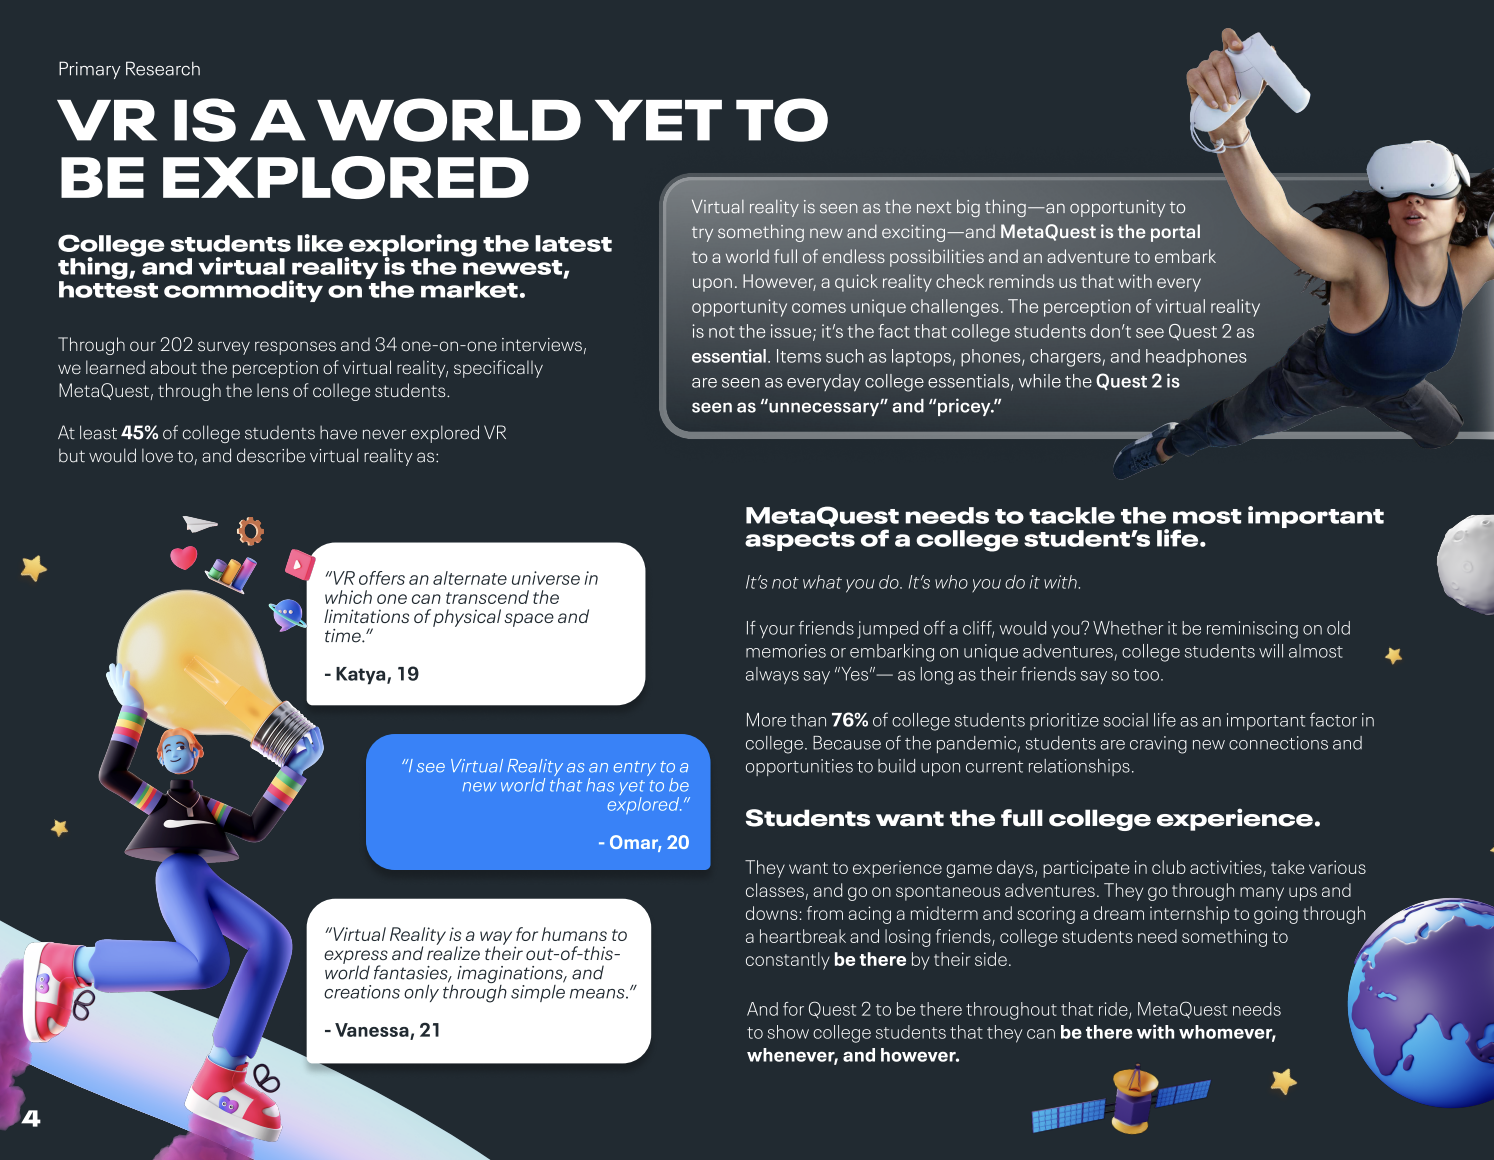 Primary Research
VR IS A WORLD YET TO
BE EXPLORED
College students like exploring the latest
thing, and virtual reality is the newest,
hottest commodity on the market.
Through our 202 survey responses and 34 one-on-one interviews,
we learned about the perception of virtual reality, specifically
MetaQuest, through the lens of college students.
At least 45% of college students have never explored VR
but would love to, and describe virtual reality as:
“VR offers an alternate universe in
which one can transcend the
limitations of physical space and
time.”
- Katya, 19
“I see Virtual Reality as an entry to a
new world that has yet to be
explored.”
- Omar, 20
“Virtual Reality is a way for humans to
express and realize their out-of-this-
world fantasies, imaginations, and
creations only through simple means.”
- Vanessa, 21
Virtual reality is seen as the next big thing—an opportunity to
try something new and exciting—and MetaQuest is the portal
to a world full of endless possibilities and an adventure to embark
upon. However, a quick reality check reminds us that with every
opportunity comes unique challenges. The perception of virtual reality
is not the issue; it’s the fact that college students don’t see Quest 2 as
essential. Items such as laptops, phones, chargers, and headphones
are seen as everyday college essentials, while the Quest 2 is
seen as “unnecessary” and “pricey.”
MetaQuest needs to tackle the most important
aspects of a college student’s life.
It’s not what you do. It’s who you do it with.
If your friends jumped off a cliff, would you? Whether it be reminiscing on old
memories or embarking on unique adventures, college students will almost
always say “Yes”— as long as their friends say so too.
More than 76% of college students prioritize social life as an important factor in
college. Because of the pandemic, students are craving new connections and
opportunities to build upon current relationships.
Students want the full college experience.
They want to experience game days, participate in club activities, take various
classes, and go on spontaneous adventures. They go through many ups and
downs: from acing a midterm and scoring a dream internship to going through
a heartbreak and losing friends, college students need something to
constantly be there by their side.
And for Quest 2 to be there throughout that ride, MetaQuest needs
to show college students that they can be there with whomever,
whenever, and however.
4